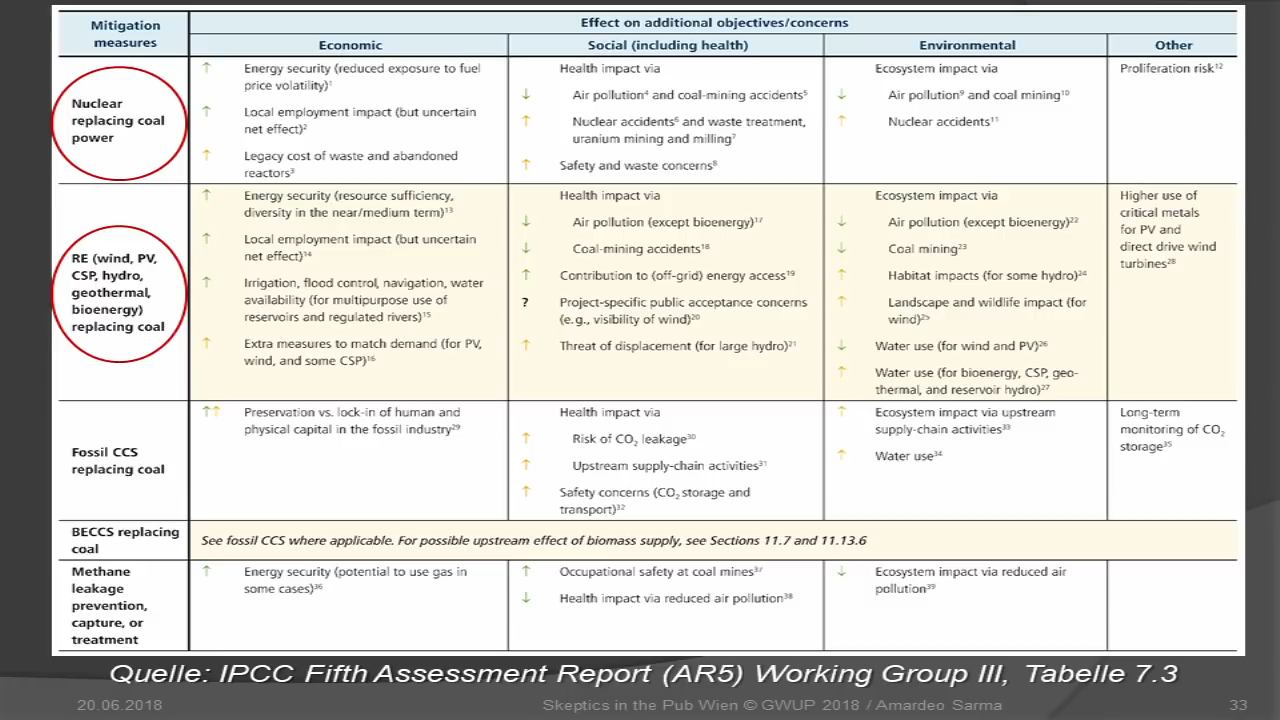 Mitigation
measures
Effect on additional objectives/concerns
Economic
Social (including health)
Environmental
Other
Nuclear
replacing coal
power
↑ Energy security (reduced exposure to fuel
price volatility)¹
↑ Local employment impact (but uncertain
net effect)²
↑ Legacy cost of waste and abandoned
reactors³
Health impact via
↓ Air pollution⁴ and coal-mining accidents⁵
↑ Nuclear accidents⁶ and waste treatment,
uranium mining and milling⁷
↑ Safety and waste concerns⁸
Ecosystem impact via
↓ Air pollution⁹ and coal mining¹⁰
↑ Nuclear accidents¹¹
Proliferation risk¹²
RE (wind, PV,
CSP, hydro,
geothermal,
bioenergy)
replacing coal
↑ Energy security (resource sufficiency,
diversity in the near/medium term)¹³
↑ Local employment impact (but uncertain
net effect)¹⁴
↑ Irrigation, flood control, navigation, water
availability (for multipurpose use of
reservoirs and regulated rivers)¹⁵
↑ Extra measures to match demand (for PV,
wind, and some CSP)¹⁶
Health impact via
↓ Air pollution (except bioenergy)¹⁷
↓ Coal-mining accidents¹⁸
↑ Contribution to (off-grid) energy access¹⁹
? Project-specific public acceptance concerns
(e.g., visibility of wind)²⁰
↑ Threat of displacement (for large hydro)²¹
Ecosystem impact via
↓ Air pollution (except bioenergy)²²
↓ Coal mining²³
↑ Habitat impacts (for some hydro)²⁴
↑ Landscape and wildlife impact (for
wind)²⁵
↓ Water use (for wind and PV)²⁶
↑ Water use (for bioenergy, CSP, geo-
thermal, and reservoir hydro)²⁷
Higher use of
critical metals
for PV and
direct drive wind
turbines²⁸
Fossil CCS
replacing coal
↑↑ Preservation vs. lock-in of human and
physical capital in the fossil industry²⁹
Health impact via
↑ Risk of CO₂ leakage³⁰
↑ Upstream supply-chain activities³¹
↑ Safety concerns (CO₂ storage and
transport)³²
↑ Ecosystem impact via upstream
supply-chain activities³³
↑ Water use³⁴
Long-term
monitoring of CO₂
storage³⁵
BECCS replacing
coal
See fossil CCS where applicable. For possible upstream effect of biomass supply, see Sections 11.7 and 11.13.6
Methane
leakage
prevention,
capture, or
treatment
↑ Energy security (potential to use gas in
some cases)³⁶
↑ Occupational safety at coal mines³⁷
↓ Health impact via reduced air pollution³⁸
↓ Ecosystem impact via reduced air
pollution³⁹
Quelle: IPCC Fifth Assessment Report (AR5) Working Group III, Tabelle 7.3
20.06.2018
Skeptics in the Pub Wien © GWUP 2018 / Amardeo Sarma
33